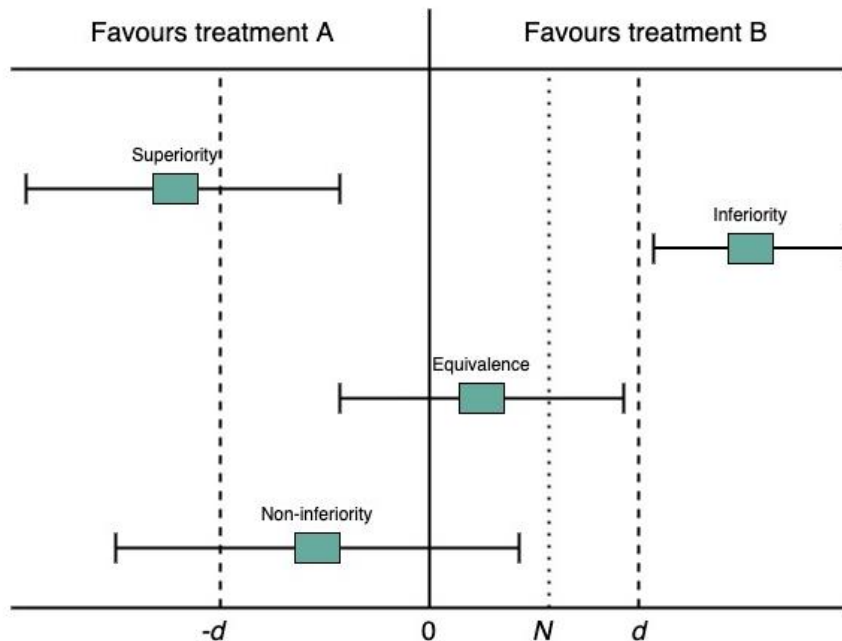 Favours treatment A
Favours treatment B
Superiority
Inferiority
Equivalence
Non-inferiority
-d
0
N
d